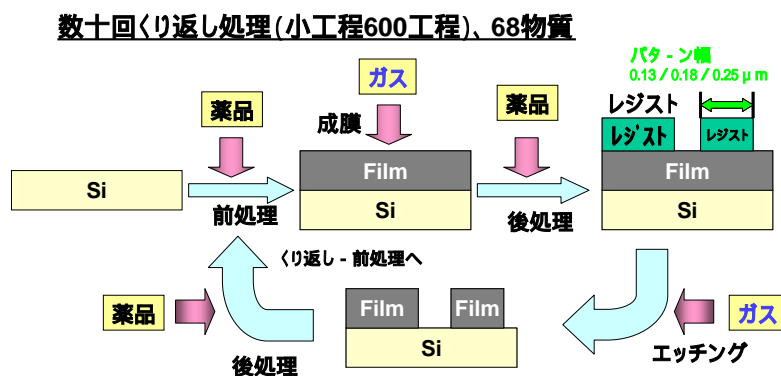 数十回くり返し処理(小工程600工程)、68物質
パタ-ン幅
0.13/0.18/0.25μm
ガス
薬品
成膜
薬品
レジスト
レジスト
レジスト
Film
Film
Si
Si
Si
前処理
後処理
くり返し-前処理へ
薬品
Film
Film
ガス
Si
後処理
エッチング